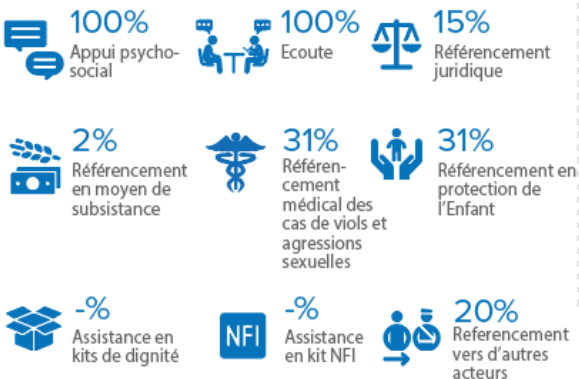 100%
Appui psycho-
social
100%
Ecoute
15%
Référencement
juridique
2%
Référencement
en moyen de
subsistance
31%
Référen-
cement
médical des
cas de viols et
agressions
sexuelles
31%
Référencement en
protection de
l'Enfant
-%
Assistance en
kits de dignité
NFI
-%
Assistance
en kit NFI
20%
Referencement
vers d'autres
acteurs